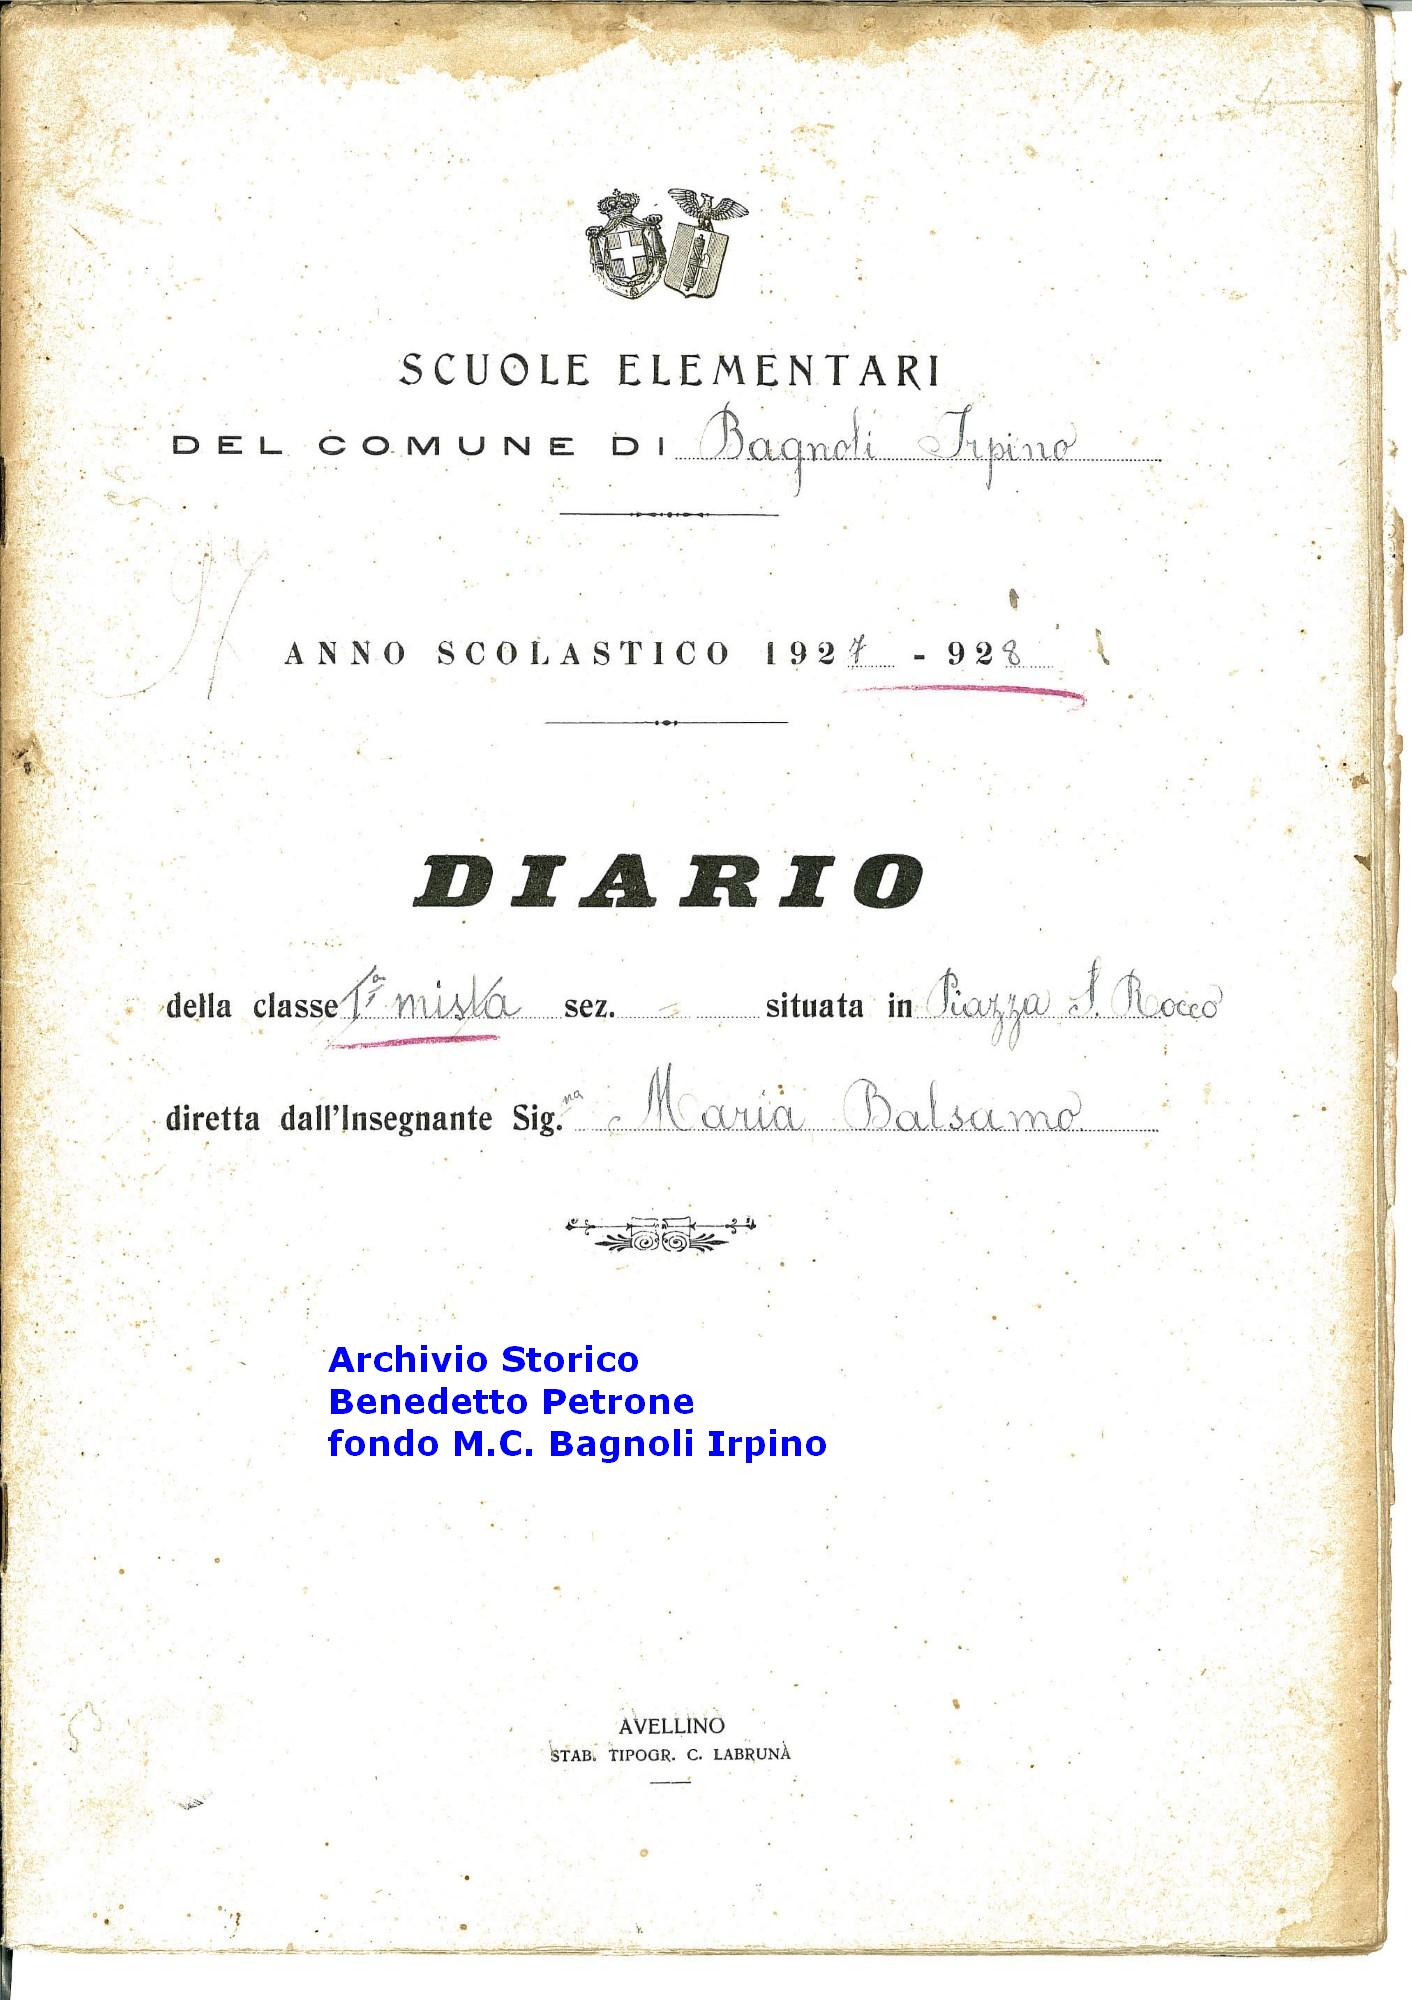 SCUOLE ELEMENTARI
DEL COMUNE DI Bagnoli Irpino
ANNO SCOLASTICO 1927 - 928
DIARIO
della classe 1ª mista sez. = situata in Piazza S. Rocco
diretta dall'Insegnante Sig.na Maria Balsamo.
Archivio Storico
Benedetto Petrone
fondo M.C. Bagnoli Irpino
53
AVELLINO
STAB. TIPOGR. C. LABRUNA